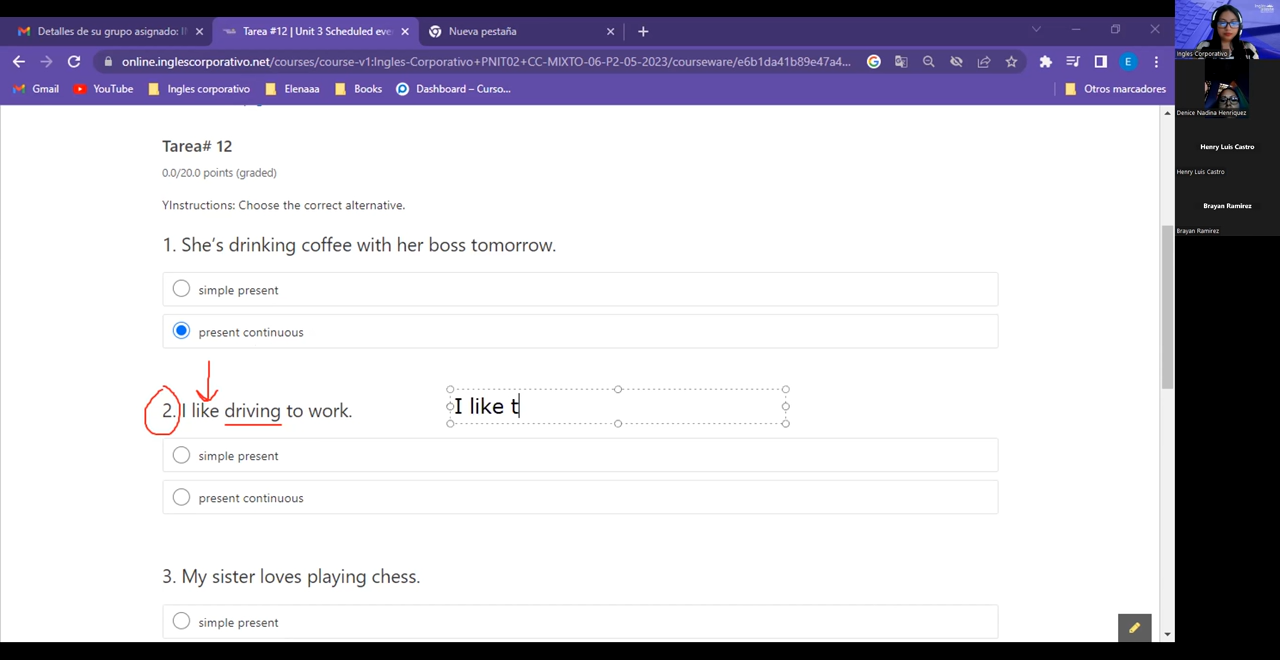 Detalles de su grupo asignado: I
Tarea #12 | Unit 3 Scheduled eve
Nueva pestaña
online.inglescorporativo.net/courses/course-v1:Ingles-Corporativo+PNIT02+CC-MIXTO-06-P2-05-2023/courseware/e6b1da41b89e47a4...
E
Gmail
YouTube
Ingles corporativo
Elenaaa
Books
Dashboard – Curso...
Otros marcadores
Tarea# 12
0.0/20.0 points (graded)
YInstructions: Choose the correct alternative.
1. She's drinking coffee with her boss tomorrow.
simple present
present continuous
2. I like driving to work.
I like t
simple present
present continuous
3. My sister loves playing chess.
simple present
Ingles Corporativo
Denice Nadina Henriquez
Henry Luis Castro
Henry Luis Castro
Brayan Ramirez
Brayan Ramirez